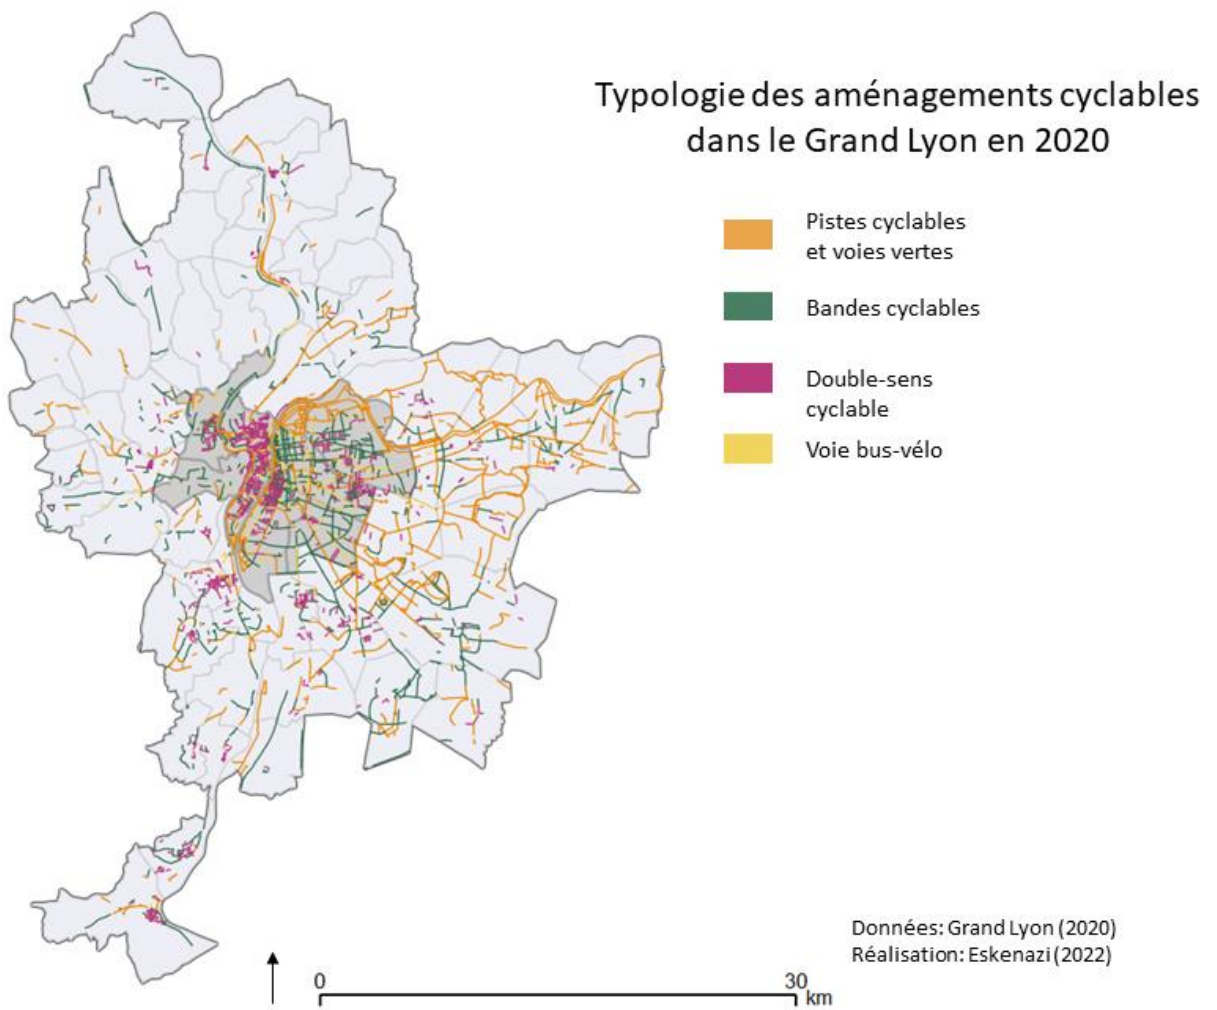 Typologie des aménagements cyclables
dans le Grand Lyon en 2020
Pistes cyclables
et voies vertes
Bandes cyclables
Double-sens
cyclable
Voie bus-vélo
Données: Grand Lyon (2020)
Réalisation: Eskenazi (2022)
0
30
km